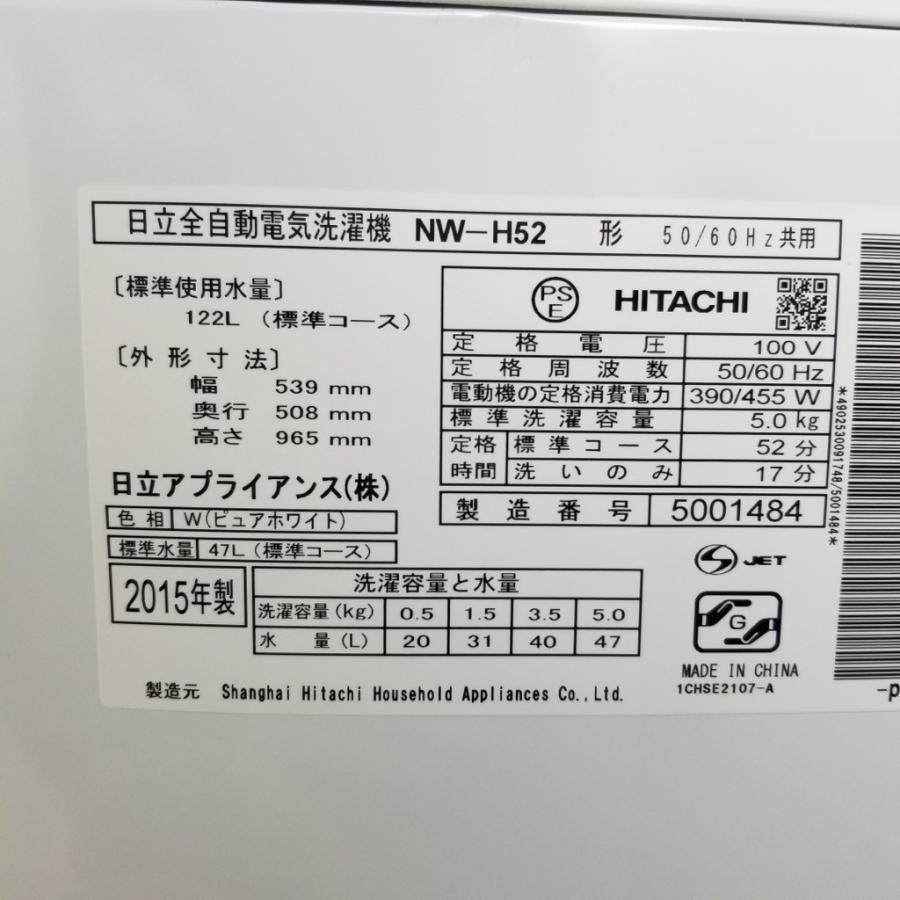 日立全自動電気洗濯機 NW-H52 形 50/60Hz共用
〔標準使用水量〕
122L (標準コース)
〔外形寸法〕
幅 539 mm
奥行 508 mm
高さ 965 mm
日立アプライアンス(株)
色相 W(ピュアホワイト)
標準水量 47L (標準コース)
2015年製
PS
E
HITACHI
定格電圧 100 V
定格周波数 50/60 Hz
電動機の定格消費電力 390/455 W
標準洗濯容量 5.0 kg
定格時間 標準コース 52 分
洗いのみ 17 分
製造番号 5001484
洗濯容量と水量
洗濯容量(kg) 0.5 1.5 3.5 5.0
水量(L) 20 31 40 47
S JET
G
MADE IN CHINA
1CHSE2107-A
製造元 Shanghai Hitachi Household Appliances Co.,Ltd.
*4902530091748/5001484*
-p